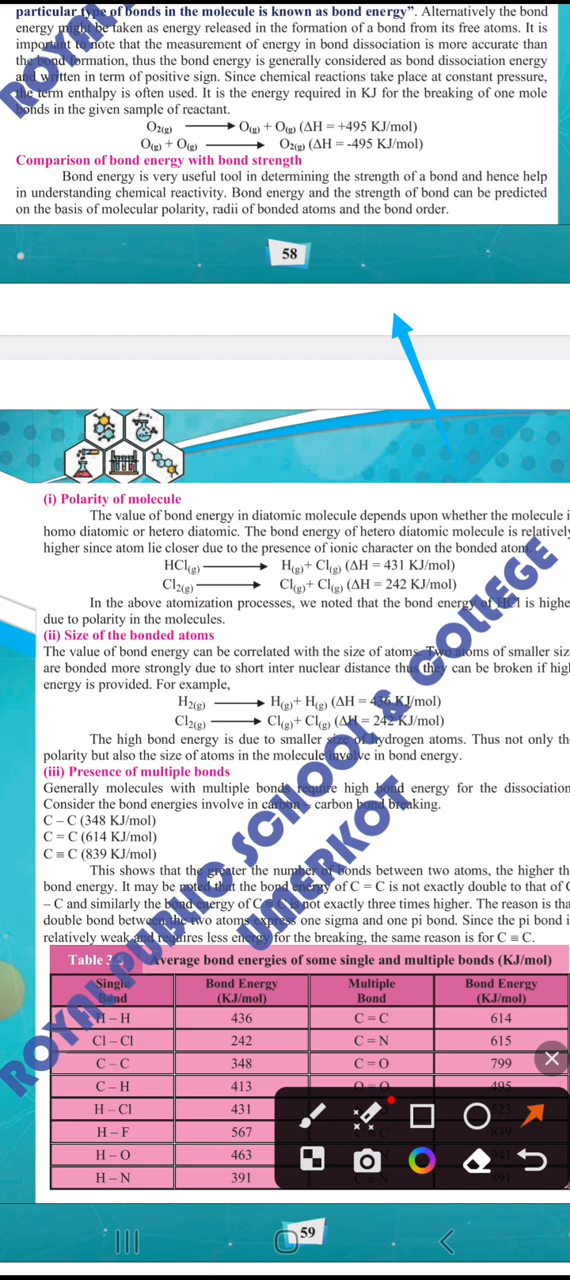 particular type of bonds in the molecule is known as bond energy”. Alternatively the bond
energy might be taken as energy released in the formation of a bond from its free atoms. It is
important to note that the measurement of energy in bond dissociation is more accurate than
the bond formation, thus the bond energy is generally considered as bond dissociation energy
and written in term of positive sign. Since chemical reactions take place at constant pressure,
the term enthalpy is often used. It is the energy required in KJ for the breaking of one mole
bonds in the given sample of reactant.
O₂(g) ⟶ O(g) + O(g) (ΔH = +495 KJ/mol)
O(g) + O(g) ⟶ O₂(g) (ΔH = -495 KJ/mol)
Comparison of bond energy with bond strength
Bond energy is very useful tool in determining the strength of a bond and hence help
in understanding chemical reactivity. Bond energy and the strength of bond can be predicted
on the basis of molecular polarity, radii of bonded atoms and the bond order.
58
(i) Polarity of molecule
The value of bond energy in diatomic molecule depends upon whether the molecule i
homo diatomic or hetero diatomic. The bond energy of hetero diatomic molecule is relatively
higher since atom lie closer due to the presence of ionic character on the bonded atom.
HCl(g) ⟶ H(g)+ Cl(g) (ΔH = 431 KJ/mol)
Cl₂(g) ⟶ Cl(g)+ Cl(g) (ΔH = 242 KJ/mol)
In the above atomization processes, we noted that the bond energy of HCl is highe
due to polarity in the molecules.
(ii) Size of the bonded atoms
The value of bond energy can be correlated with the size of atoms. Two atoms of smaller siz
are bonded more strongly due to short inter nuclear distance thus they can be broken if high
energy is provided. For example,
H₂(g) ⟶ H(g)+ H(g) (ΔH = 436 KJ/mol)
Cl₂(g) ⟶ Cl(g)+ Cl(g) (ΔH = 242 KJ/mol)
The high bond energy is due to smaller size of hydrogen atoms. Thus not only th
polarity but also the size of atoms in the molecule involve in bond energy.
(iii) Presence of multiple bonds
Generally molecules with multiple bonds require high bond energy for the dissociation
Consider the bond energies involve in carbon – carbon bond breaking.
C – C (348 KJ/mol)
C = C (614 KJ/mol)
C ≡ C (839 KJ/mol)
This shows that the greater the number of bonds between two atoms, the higher th
bond energy. It may be noted that the bond energy of C = C is not exactly double to that of C
– C and similarly the bond energy of C ≡ C is not exactly three times higher. The reason is tha
double bond between the two atoms express one sigma and one pi bond. Since the pi bond i
relatively weak and requires less energy for the breaking, the same reason is for C ≡ C.
Table 3. Average bond energies of some single and multiple bonds (KJ/mol)
Single Bond Bond Energy (KJ/mol) Multiple Bond Bond Energy (KJ/mol)
H – H 436 C = C 614
Cl – Cl 242 C = N 615
C – C 348 C = O 799
C – H 413 O = O 495
H – Cl 431 523
H – F 567 C ≡ C 839
H – O 463 941
H – N 391 C ≡ N 891
59
ROYAL PUBLIC SCHOOL & COLLEGE
UMERKOT